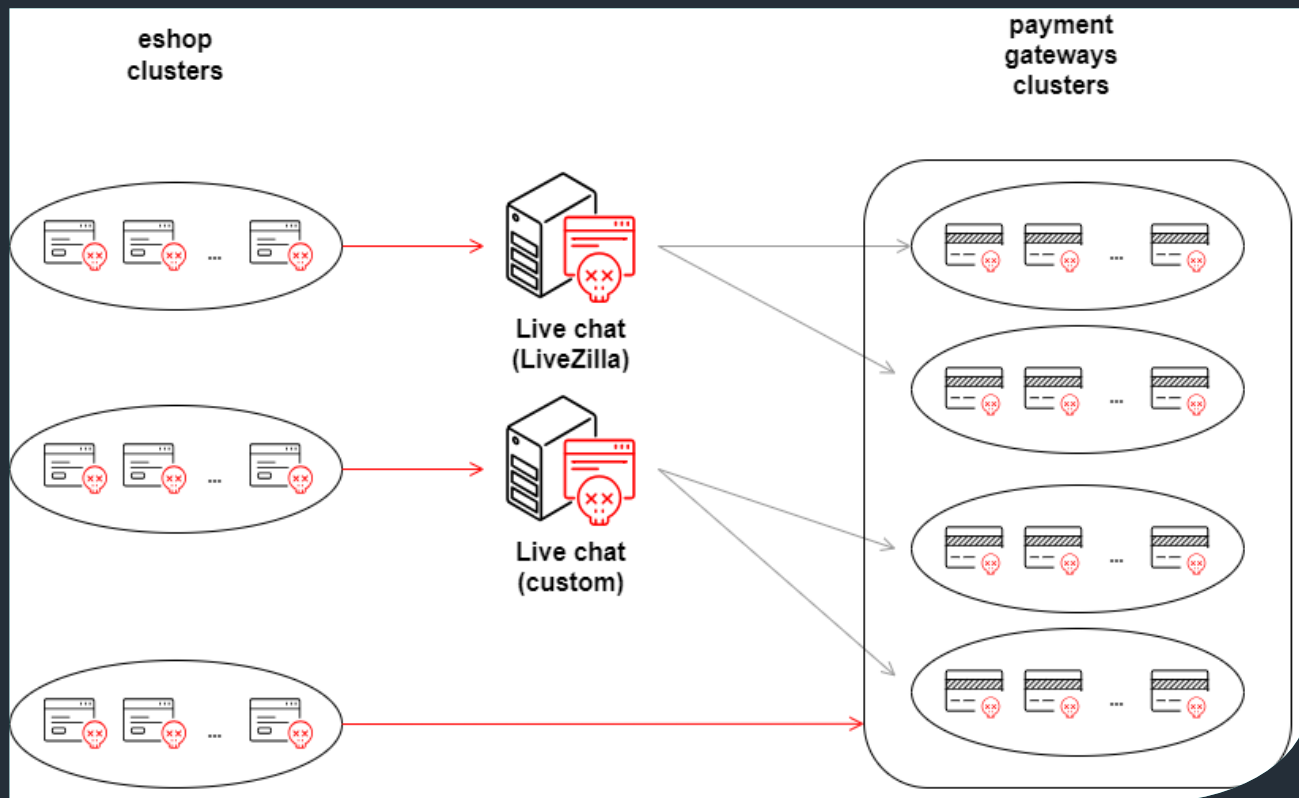 eshop
clusters
payment
gateways
clusters
...
...
Live chat
(LiveZilla)
...
...
Live chat
(custom)
...
...
...